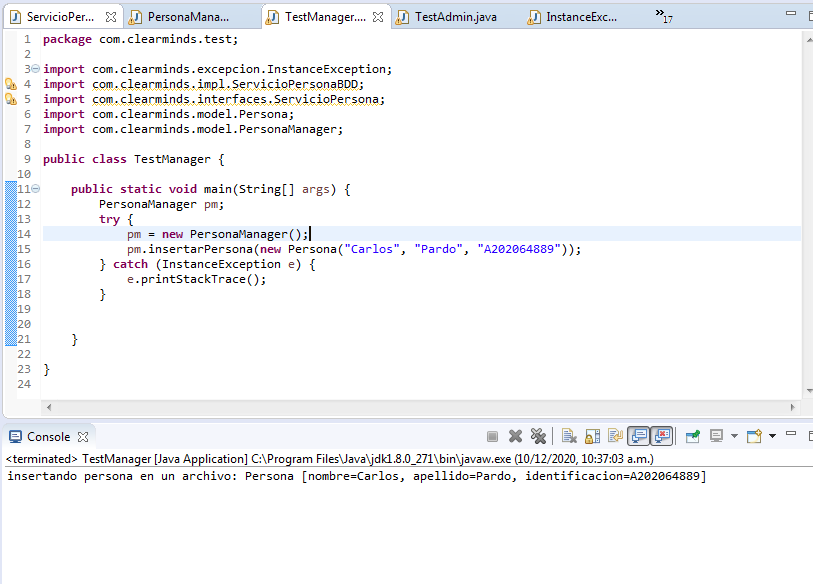 ServicioPer... PersonaMana... TestManager.... TestAdmin.java InstanceExc... »17
1 package com.clearminds.test;
2
3 import com.clearminds.excepcion.InstanceException;
4 import com.clearminds.impl.ServicioPersonaBDD;
5 import com.clearminds.interfaces.ServicioPersona;
6 import com.clearminds.model.Persona;
7 import com.clearminds.model.PersonaManager;
8
9 public class TestManager {
10
11 public static void main(String[] args) {
12 PersonaManager pm;
13 try {
14 pm = new PersonaManager();
15 pm.insertarPersona(new Persona("Carlos", "Pardo", "A202064889"));
16 } catch (InstanceException e) {
17 e.printStackTrace();
18 }
19
20
21 }
22
23 }
24
Console
<terminated> TestManager [Java Application] C:\Program Files\Java\jdk1.8.0_271\bin\javaw.exe (10/12/2020, 10:37:03 a.m.)
insertando persona en un archivo: Persona [nombre=Carlos, apellido=Pardo, identificacion=A202064889]